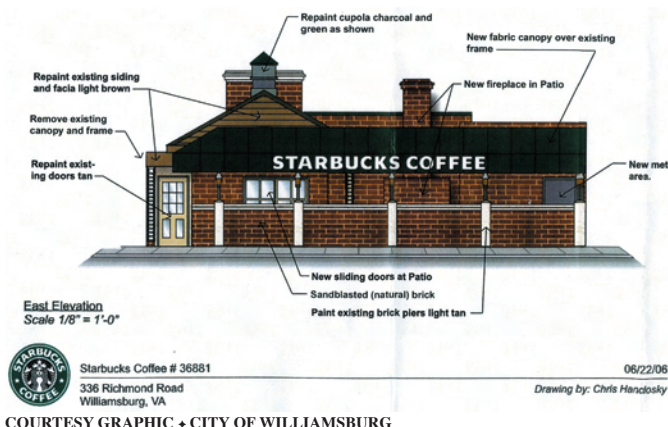 Repaint cupola charcoal and
green as shown
New fabric canopy over existing
frame
Repaint existing siding
and facia light brown
New fireplace in Patio
Remove existing
canopy and frame
Repaint exist-
ing doors tan
STARBUCKS COFFEE
New met
area.
New sliding doors at Patio
Sandblasted (natural) brick
Paint existing brick piers light tan
East Elevation
Scale 1/8" = 1'-0"
STARBUCKS
COFFEE
Starbucks Coffee # 36881
06/22/06
336 Richmond Road
Williamsburg, VA
Drawing by: Chris Handosky
COURTESY GRAPHIC ✦ CITY OF WILLIAMSBURG